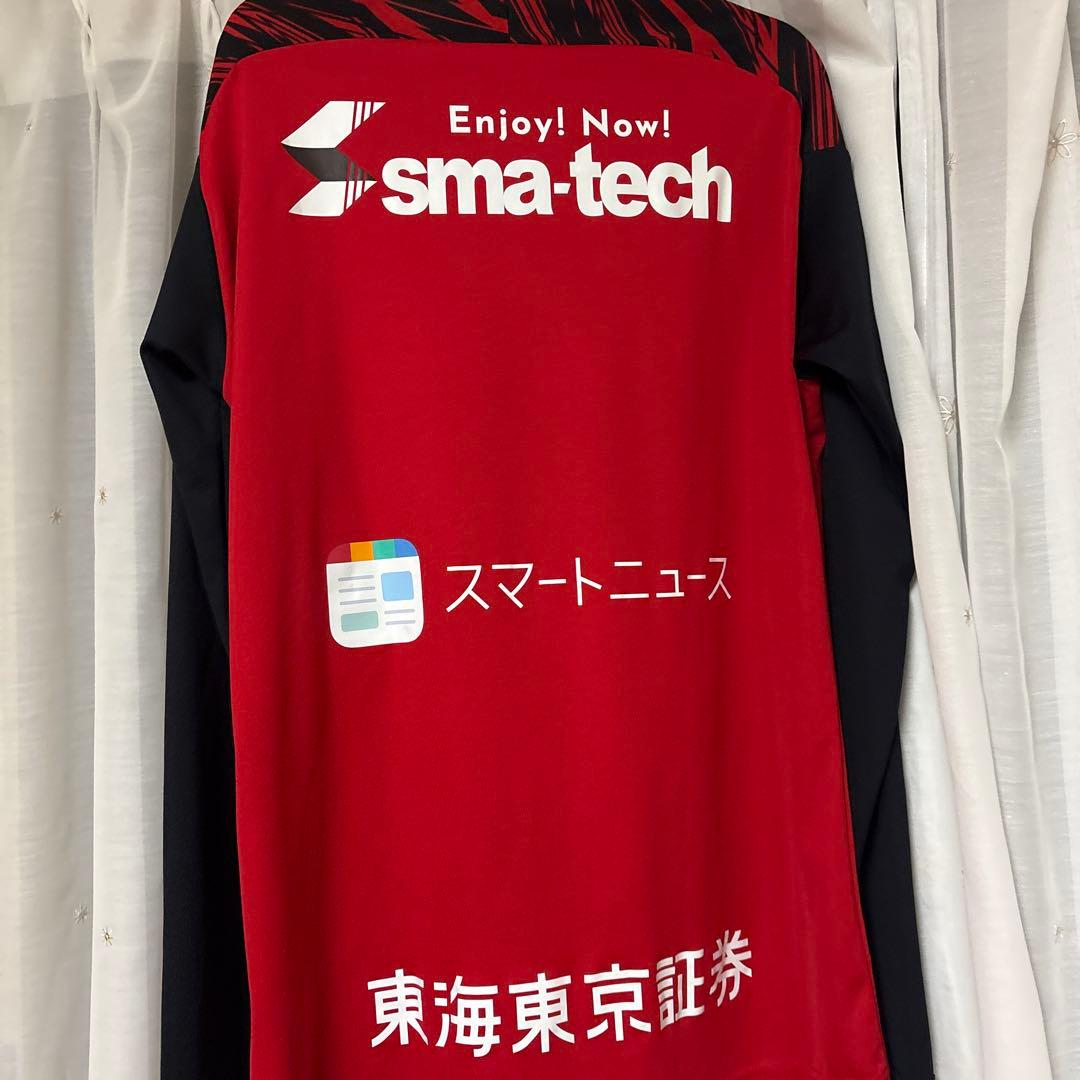 Enjoy! Now!
sma-tech
スマートニュース
東海東京証券